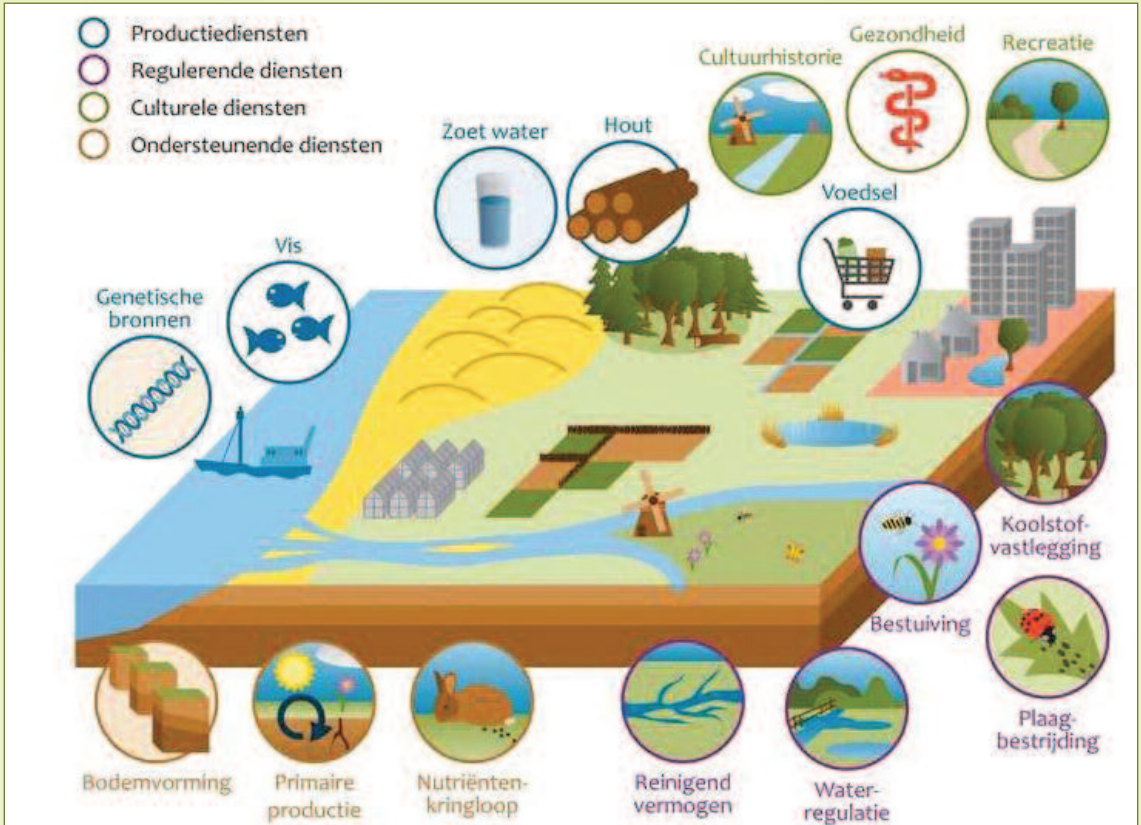 Productiediensten
Regulerende diensten
Culturele diensten
Ondersteunende diensten
Cultuurhistorie
Gezondheid
Recreatie
Zoet water
Hout
Voedsel
Vis
Genetische
bronnen
Koolstof-
vastlegging
Bestuiving
Plaag-
bestrijding
Bodemvorming
Primaire
productie
Nutriënten-
kringloop
Reinigend
vermogen
Water-
regulatie